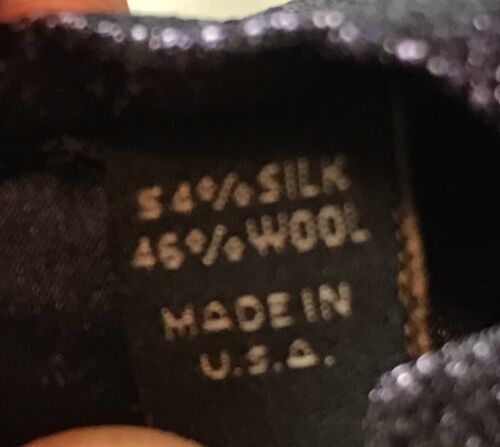 54% SILK
46% WOOL
MADE IN
U.S.A.